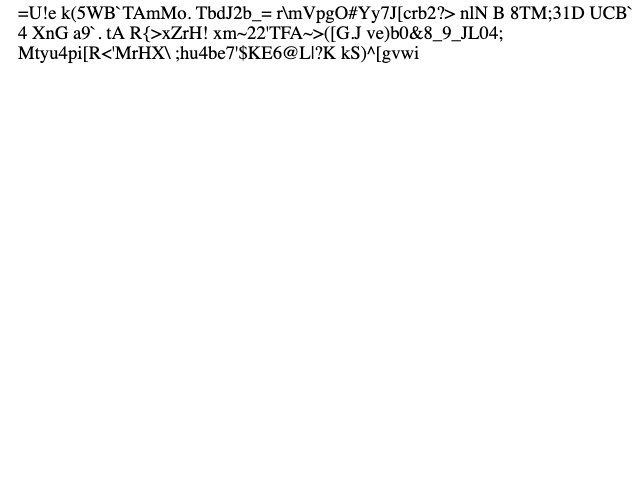 =U!e k(5WB`TAmMo. TbdJ2b_= r\mVpgO#Yy7J[crb2?> nlN B 8TM;31D UCB`
4 XnG a9`. tA R{>xZrH! xm~22'TFA~>([G.J ve)b0&8_9_JL04;
Mtyu4pi[R<'MrHX\ ;hu4be7'$KE6@L|?K kS)^[gvwi